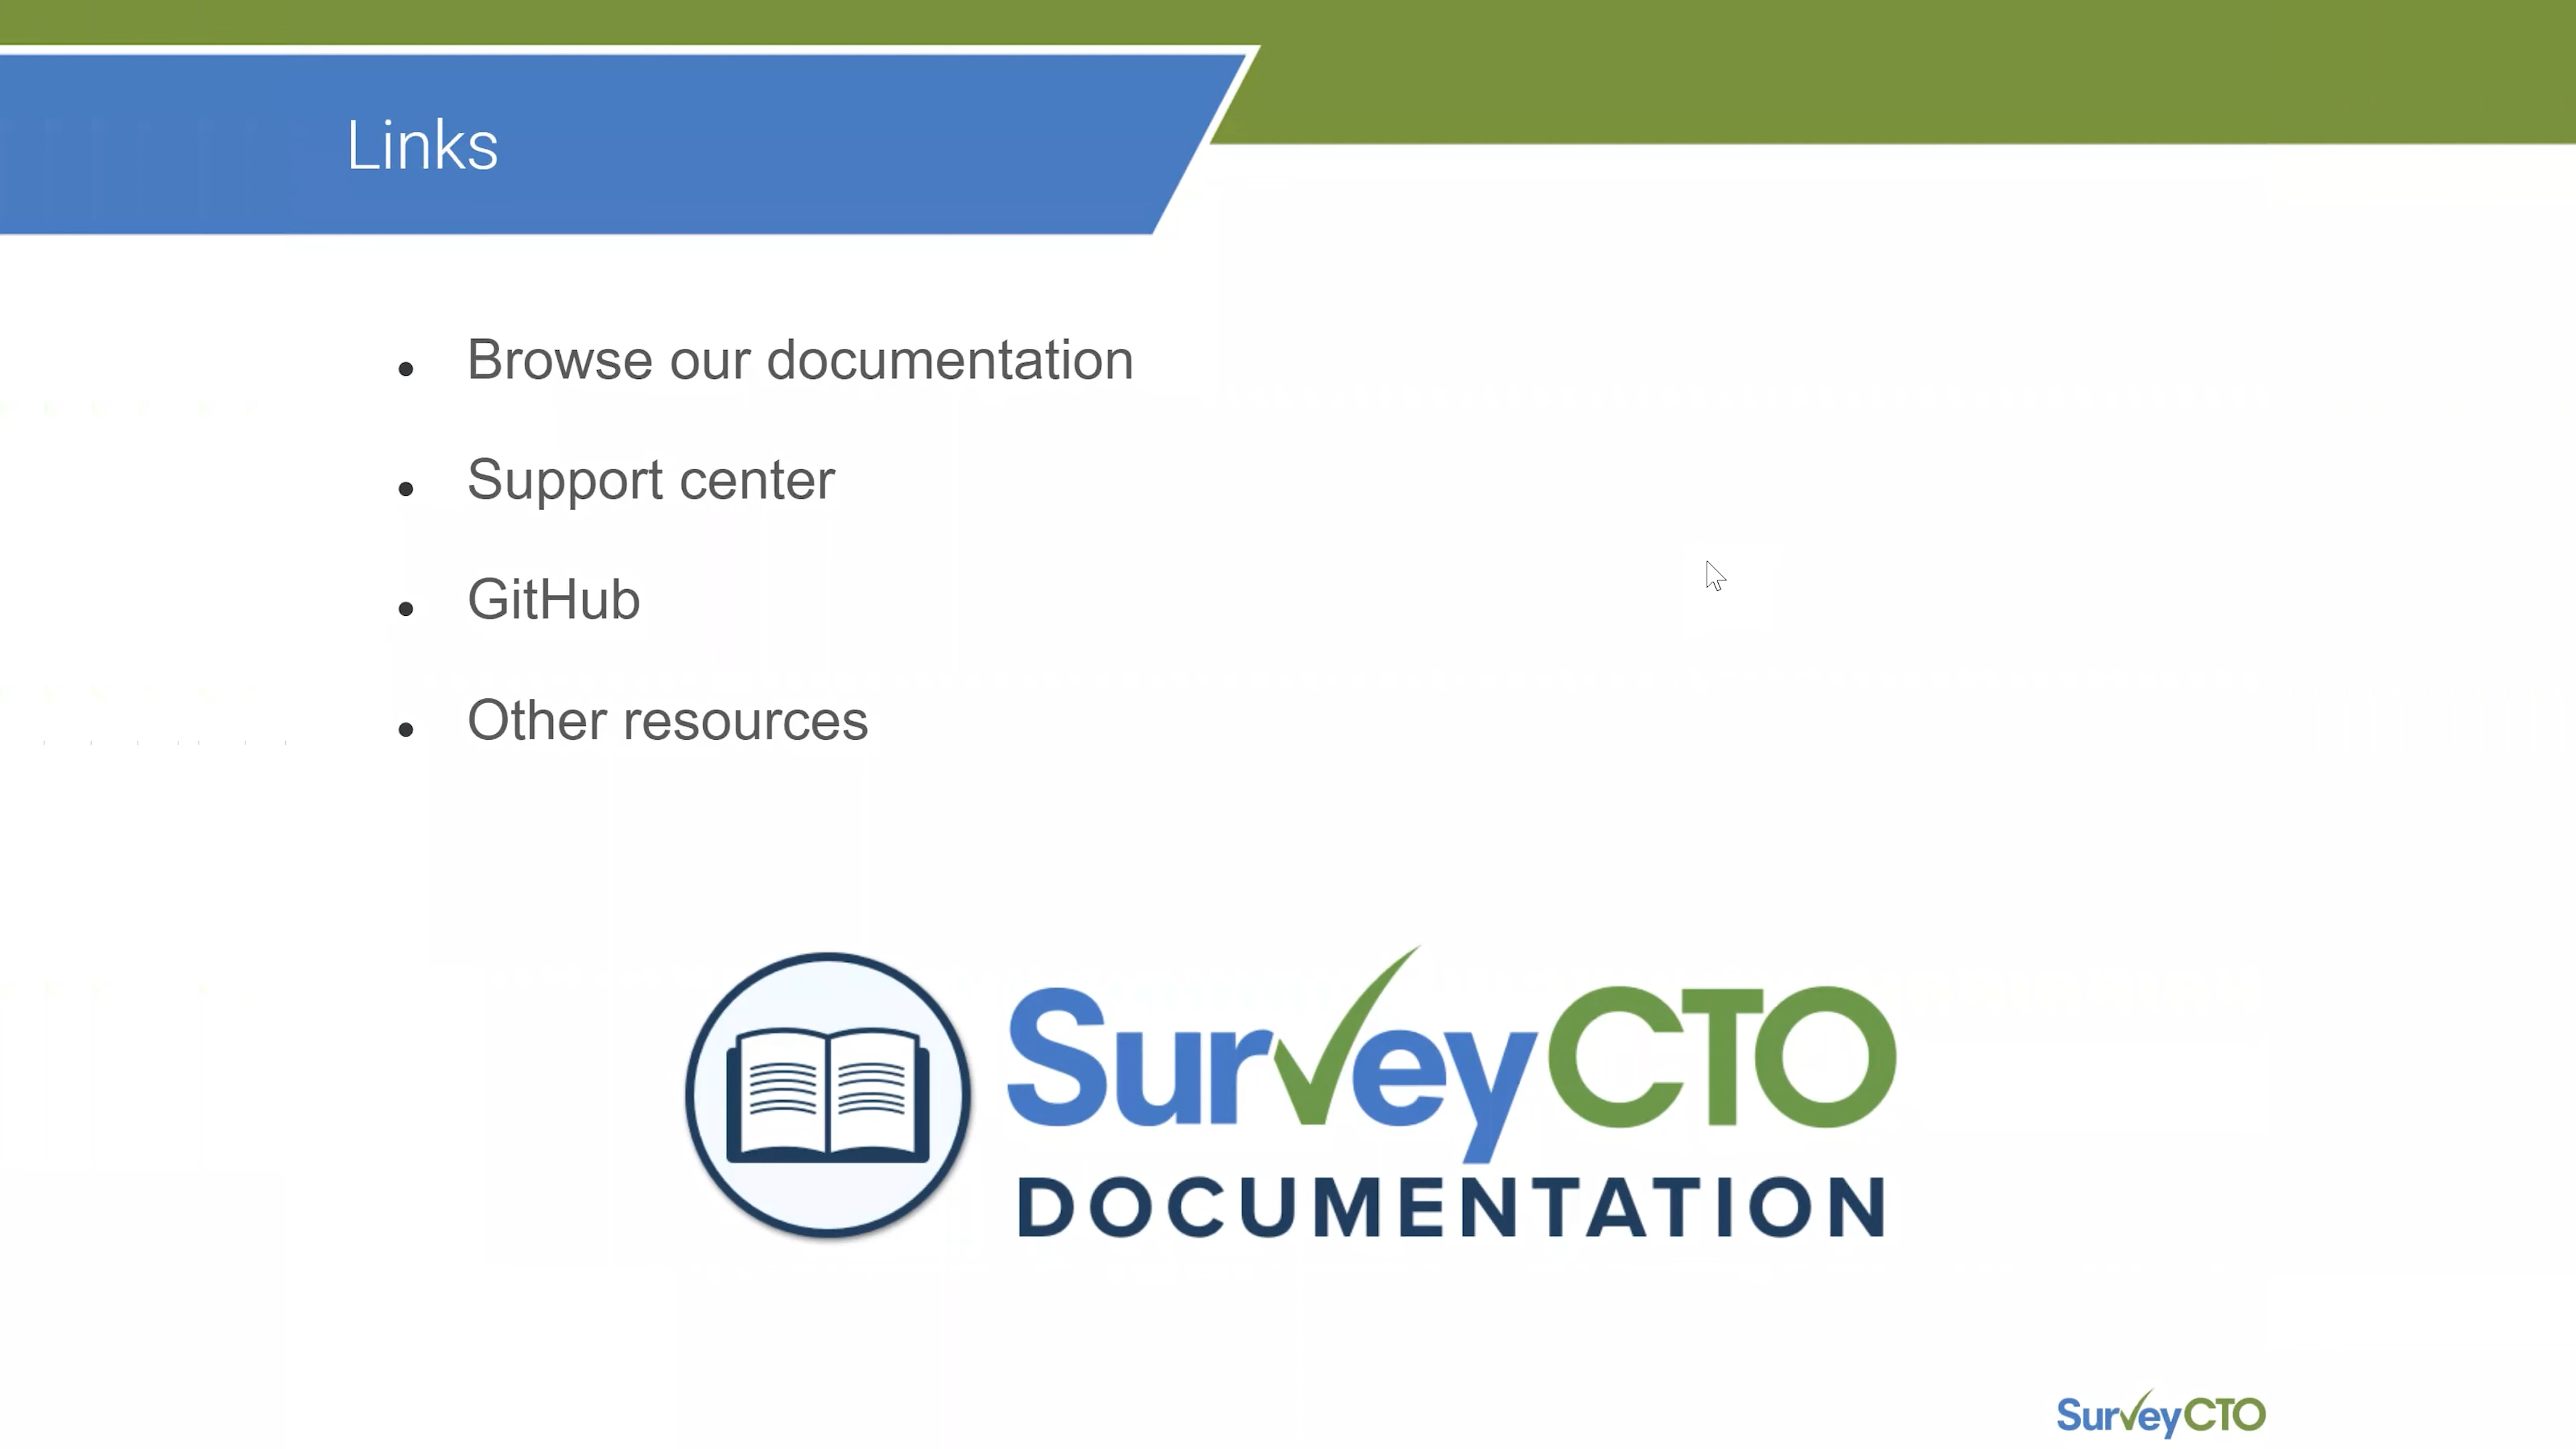 Links
Browse our documentation
Support center
GitHub
Other resources
SurveyCTO
DOCUMENTATION
SurveyCTO